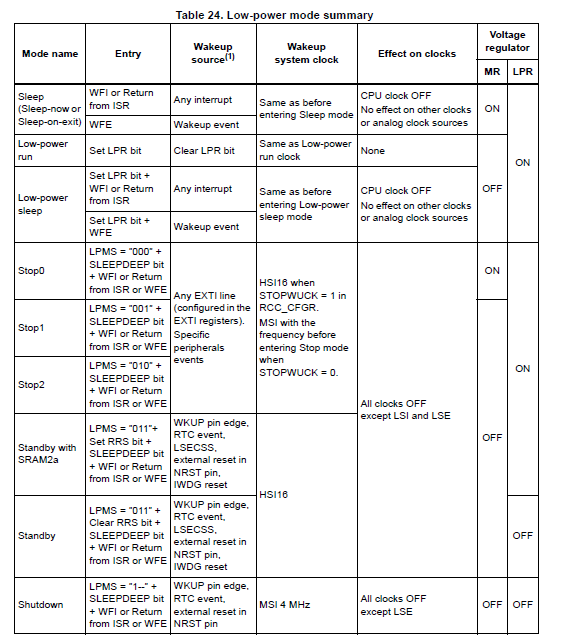 Table 24. Low-power mode summary
Mode name
Entry
Wakeup
source(1)
Wakeup
system clock
Effect on clocks
Voltage
regulator
MR
LPR
Sleep
(Sleep-now or
Sleep-on-exit)
WFI or Return
from ISR
Any interrupt
Same as before
entering Sleep mode
CPU clock OFF
No effect on other clocks
or analog clock sources
ON
ON
WFE
Wakeup event
Low-power
run
Set LPR bit
Clear LPR bit
Same as Low-power
run clock
None
OFF
Low-power
sleep
Set LPR bit +
WFI or Return
from ISR
Any interrupt
Same as before
entering Low-power
sleep mode
CPU clock OFF
No effect on other clocks
or analog clock sources
Set LPR bit +
WFE
Wakeup event
Stop0
LPMS = "000" +
SLEEPDEEP bit
+ WFI or Return
from ISR or WFE
Any EXTI line
(configured in the
EXTI registers).
Specific
peripherals
events
HSI16 when
STOPWUCK = 1 in
RCC_CFGR.
MSI with the
frequency before
entering Stop mode
when
STOPWUCK = 0.
All clocks OFF
except LSI and LSE
ON
ON
Stop1
LPMS = "001" +
SLEEPDEEP bit
+ WFI or Return
from ISR or WFE
OFF
Stop2
LPMS = "010" +
SLEEPDEEP bit
+ WFI or Return
from ISR or WFE
Standby with
SRAM2a
LPMS = "011"+
Set RRS bit +
SLEEPDEEP bit
+ WFI or Return
from ISR or WFE
WKUP pin edge,
RTC event,
LSECSS,
external reset in
NRST pin,
IWDG reset
HSI16
Standby
LPMS = "011" +
Clear RRS bit +
SLEEPDEEP bit
+ WFI or Return
from ISR or WFE
WKUP pin edge,
RTC event,
LSECSS,
external reset in
NRST pin,
IWDG reset
OFF
Shutdown
LPMS = "1--" +
SLEEPDEEP bit
+ WFI or Return
from ISR or WFE
WKUP pin edge,
RTC event,
external reset in
NRST pin
MSI 4 MHz
All clocks OFF
except LSE
OFF
OFF